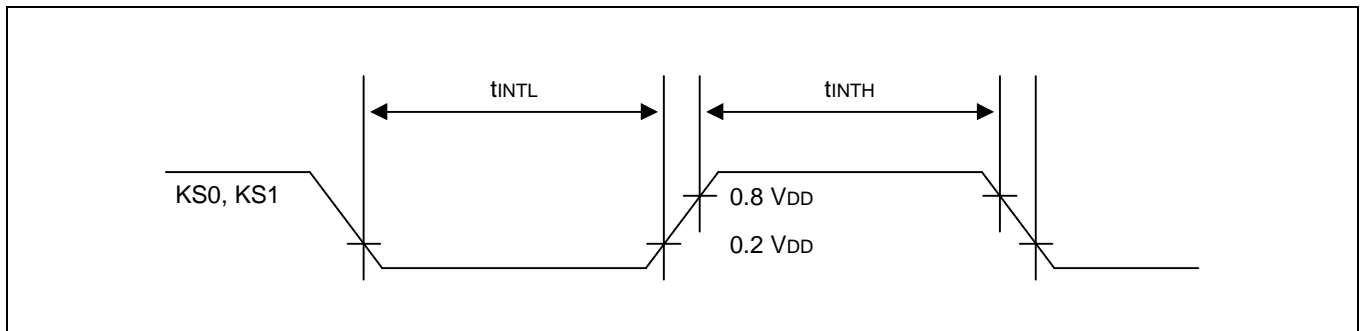 tINTL
tINTH
KS0, KS1
0.8 VDD
0.2 VDD